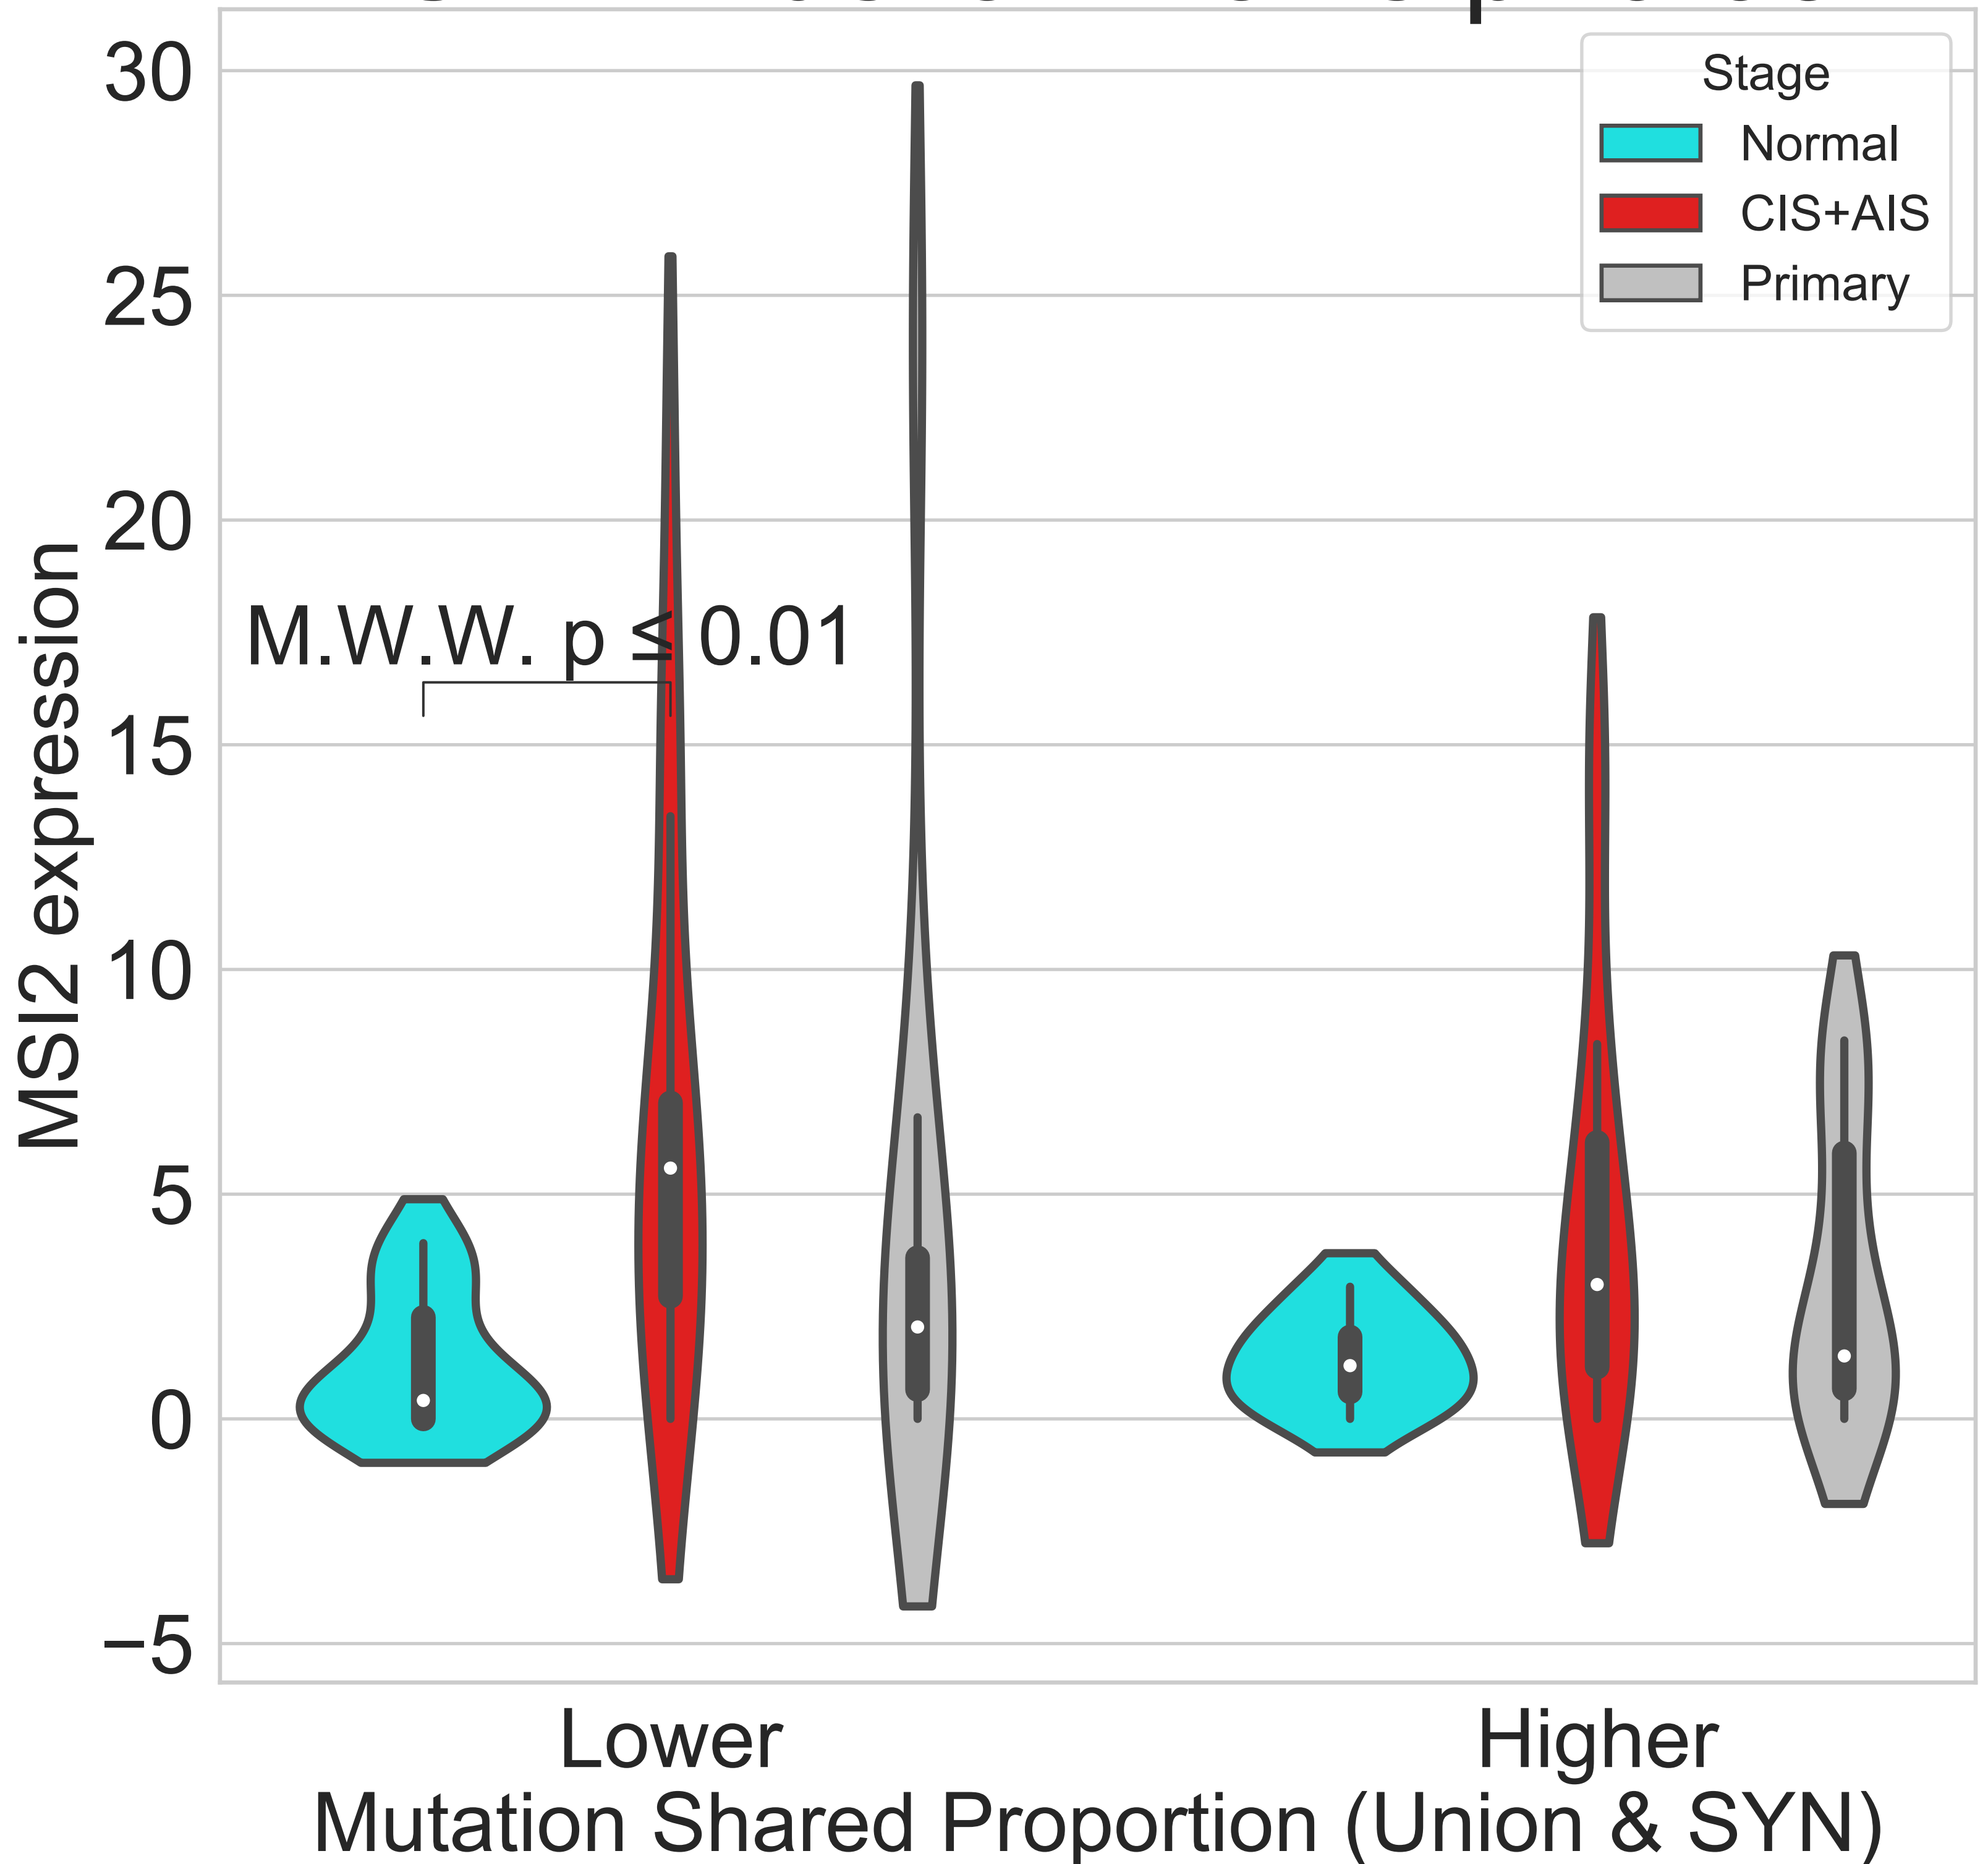 30
25
20
15
10
5
0
−5
MSI2 expression
Stage
Normal
CIS+AIS
Primary
M.W.W. p ≤ 0.01
Lower
Higher
Mutation Shared Proportion (Union & SYN)